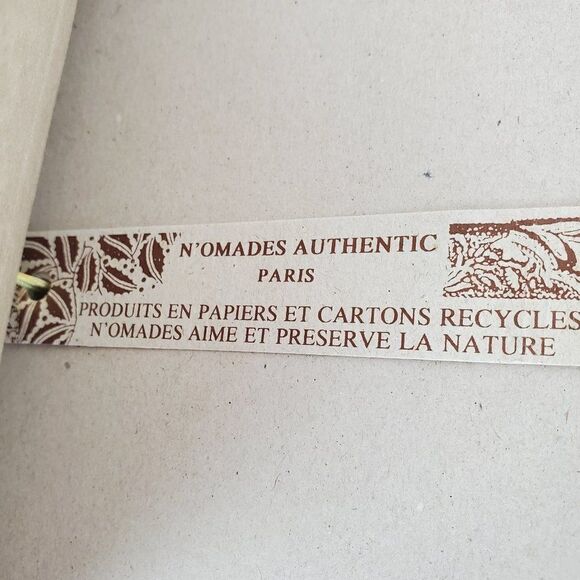 N'OMADES AUTHENTIC
PARIS
PRODUITS EN PAPIERS ET CARTONS RECYCLES
N'OMADES AIME ET PRESERVE LA NATURE